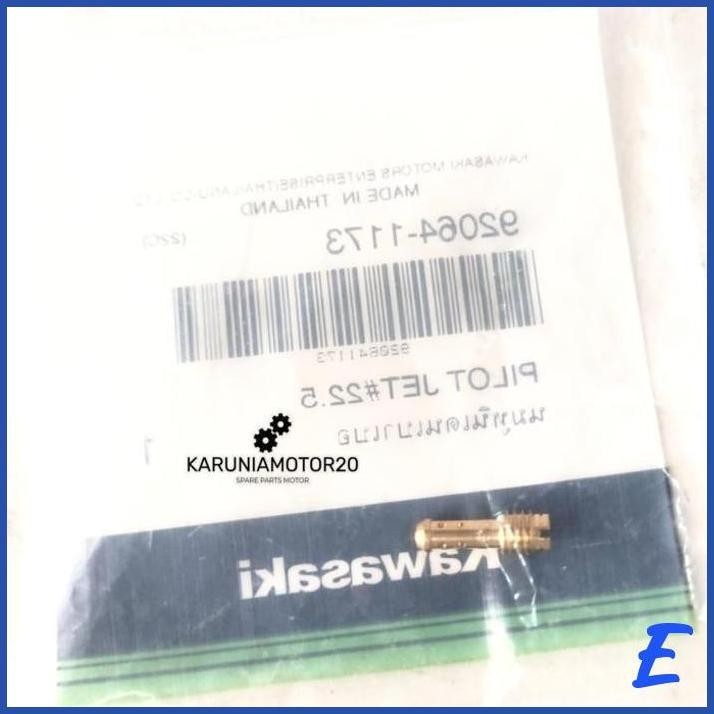 KAWASAKI MOTORS ENTERPRISE(THAILAND)CO.,LTD.
MADE IN THAILAND
92064-1173 (22C)
920641173
PILOT JET#22.5
KARUNIAMOTOR20
SPARE PARTS MOTOR
Kawasaki
E